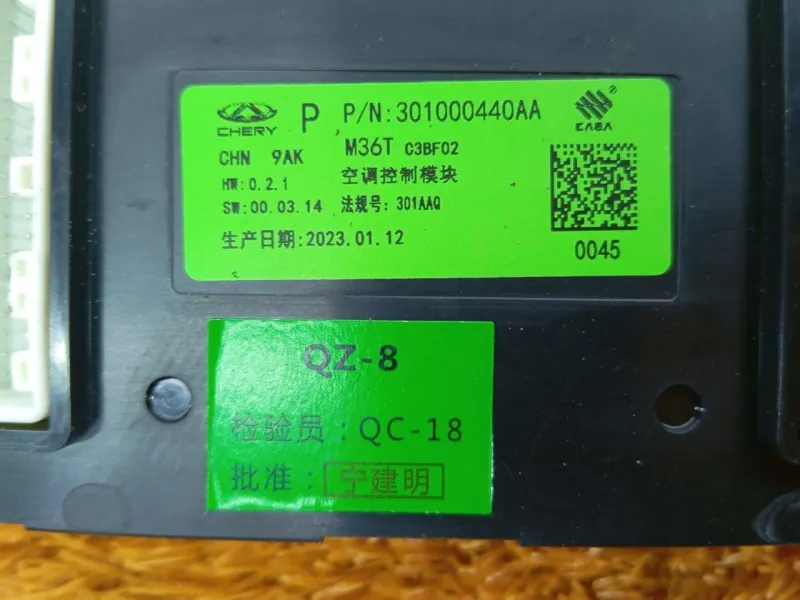 CHERY P P/N:301000440AA KAEA
CHN 9AK M36T C3BF02
HW:0.2.1 空调控制模块
SW:00.03.14 法规号:301AAQ
生产日期:2023.01.12 0045
QZ-8
检验员:QC-18
批准:宁建明